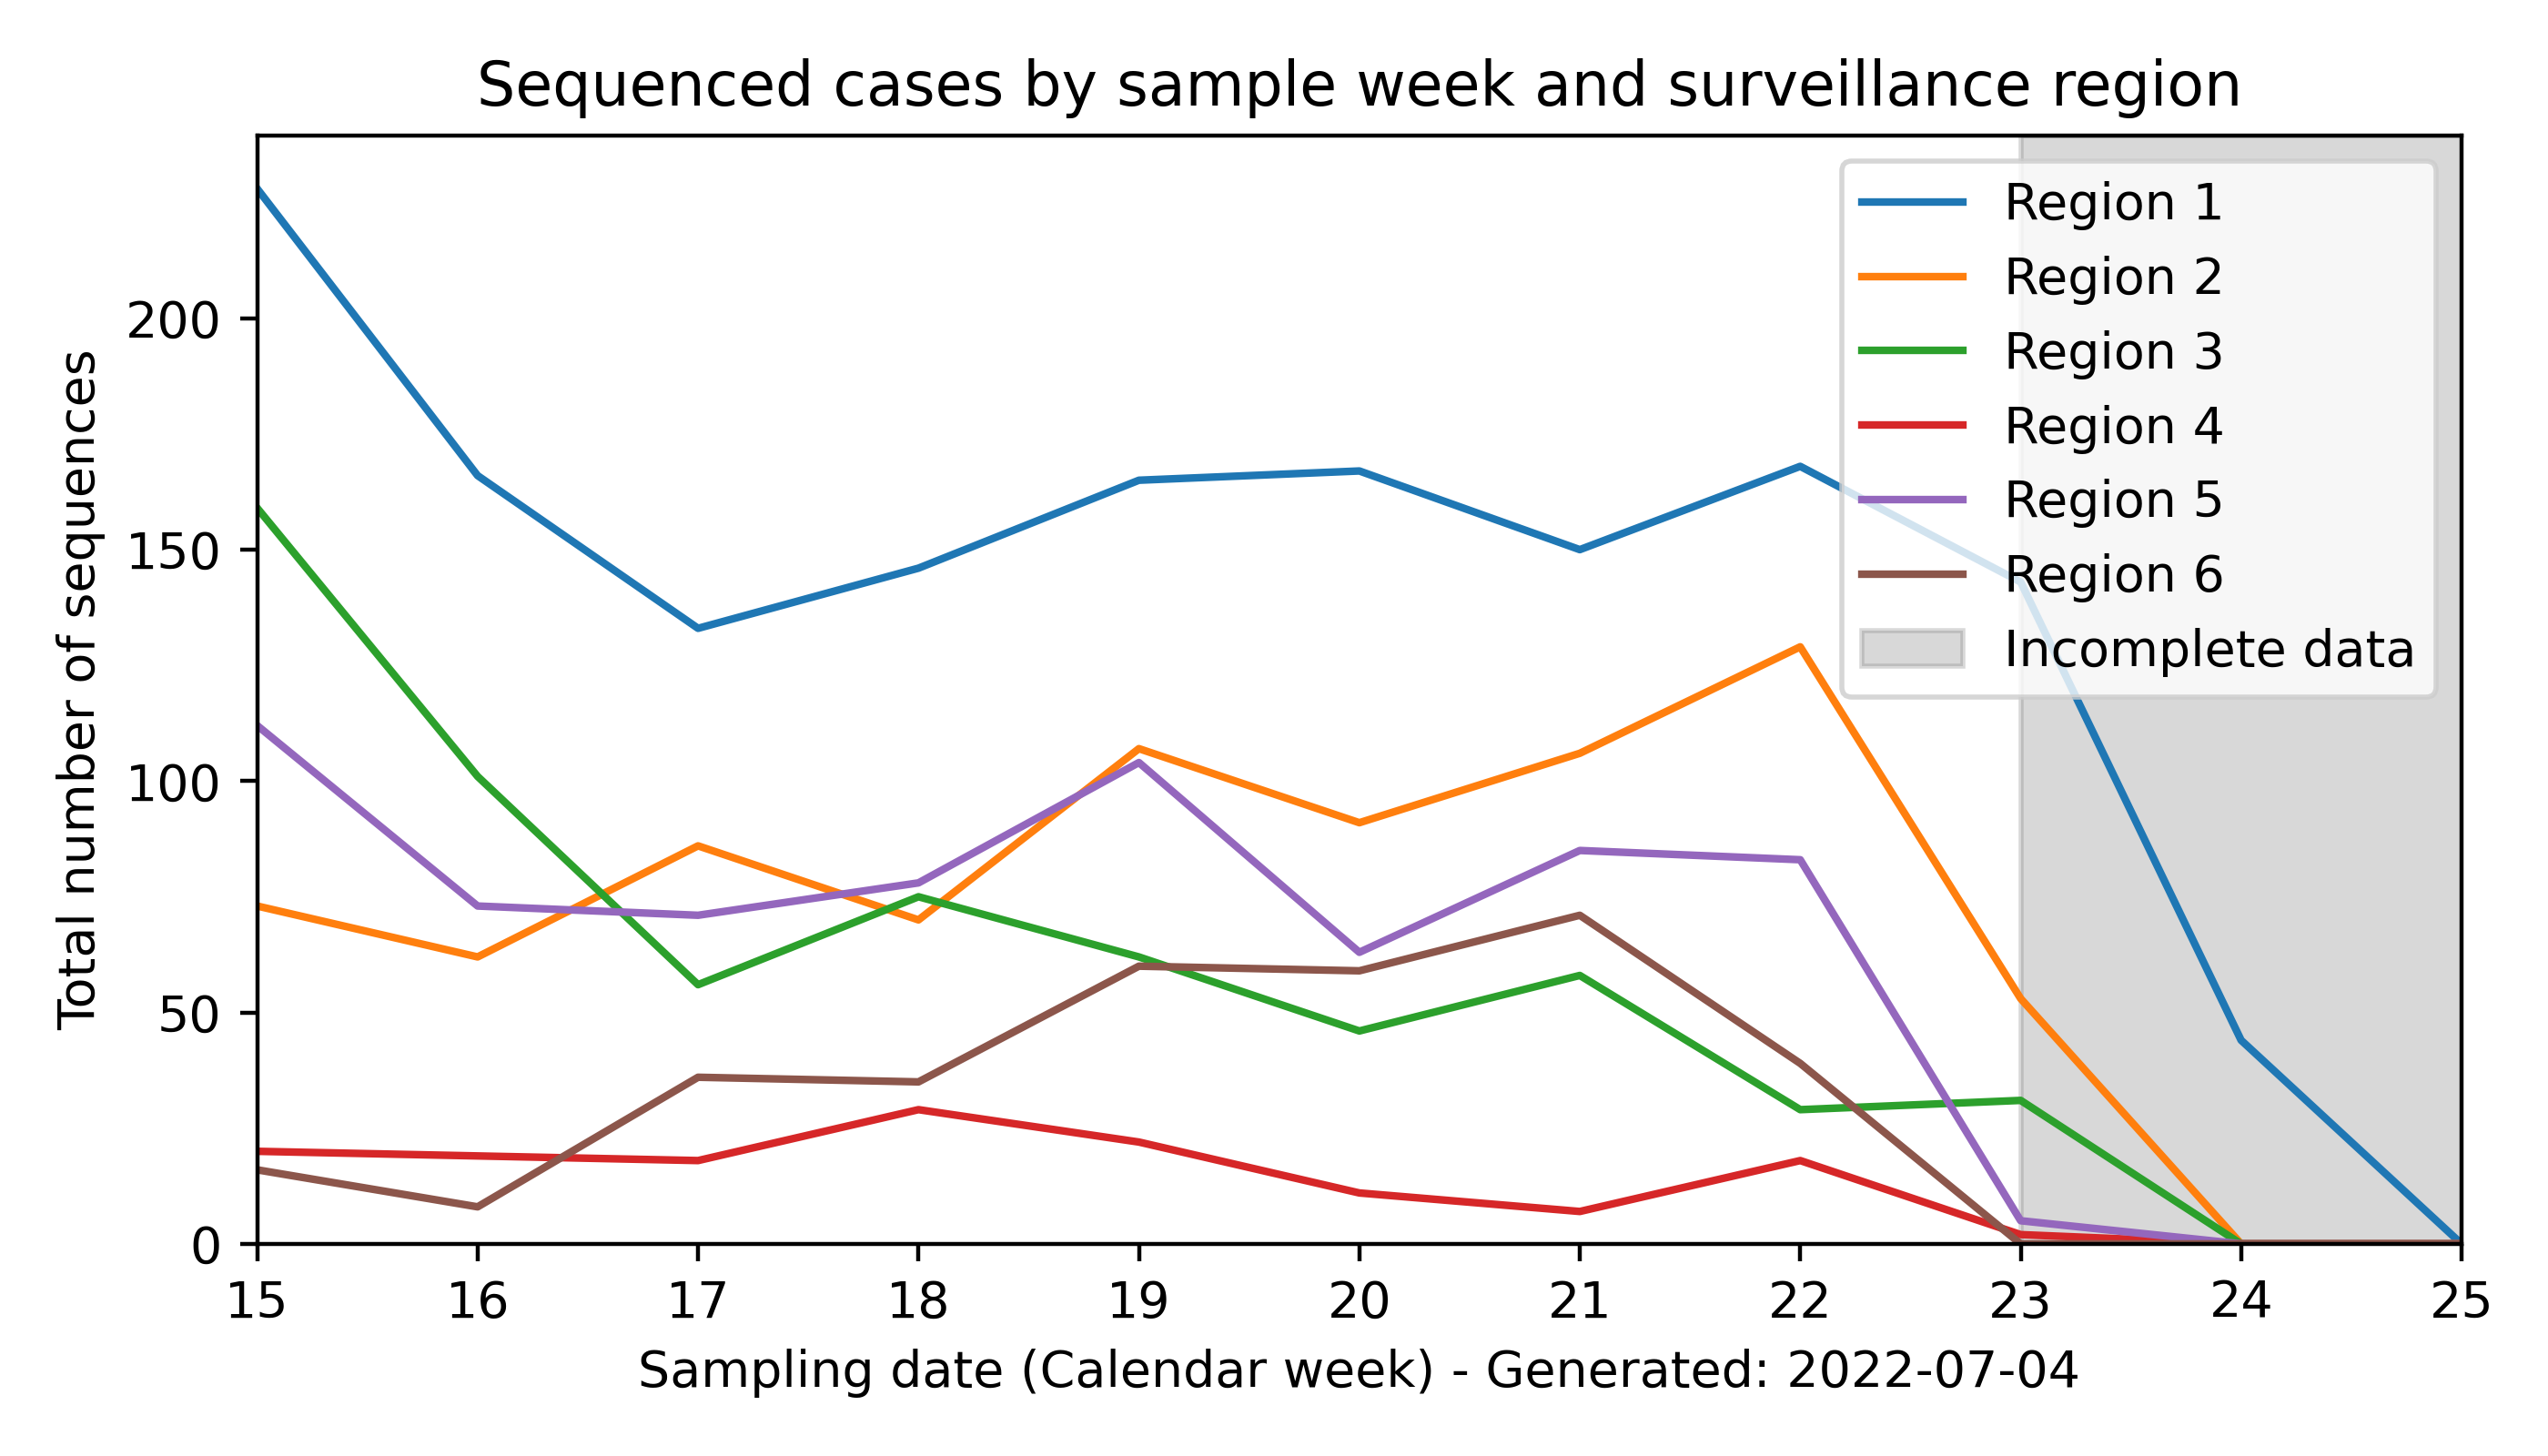 Sequenced cases by sample week and surveillance region
Total number of sequences
200
150
100
50
0
Region 1
Region 2
Region 3
Region 4
Region 5
Region 6
Incomplete data
15 16 17 18 19 20 21 22 23 24 25
Sampling date (Calendar week) - Generated: 2022-07-04